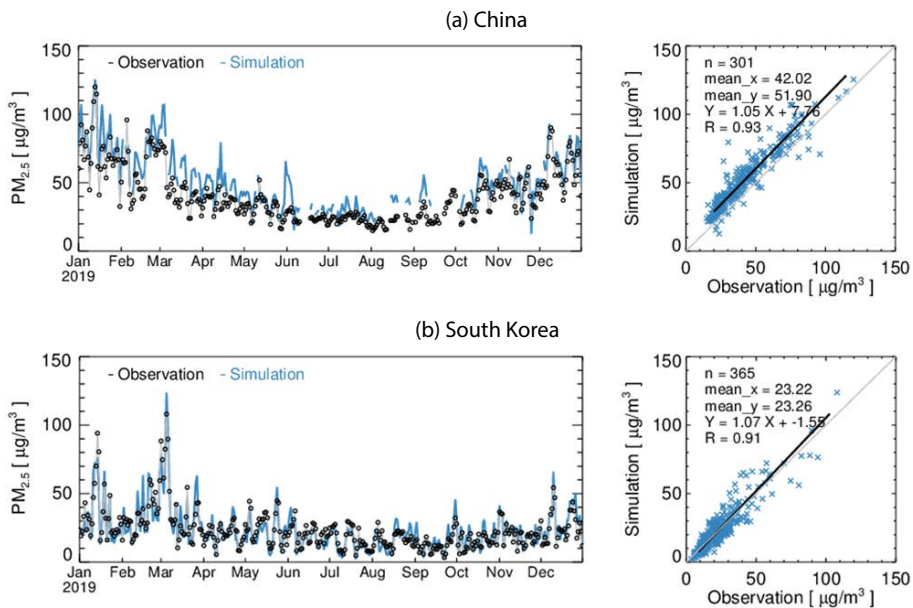 (a) China
150
100
50
0
PM2.5 [ μg/m³ ]
- Observation - Simulation
Jan Feb Mar Apr May Jun Jul Aug Sep Oct Nov Dec
2019
150
100
50
0
Simulation [ μg/m³ ]
n = 301
mean_x = 42.02
mean_y = 51.90
Y = 1.05 X + 7.76
R = 0.93
0 50 100 150
Observation [ μg/m³ ]
(b) South Korea
150
100
50
0
PM2.5 [ μg/m³ ]
- Observation - Simulation
Jan Feb Mar Apr May Jun Jul Aug Sep Oct Nov Dec
2019
150
100
50
0
Simulation [ μg/m³ ]
n = 365
mean_x = 23.22
mean_y = 23.26
Y = 1.07 X + -1.55
R = 0.91
0 50 100 150
Observation [ μg/m³ ]